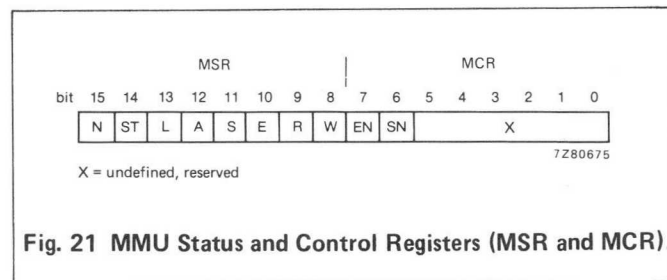 MSR | MCR
bit 15 14 13 12 11 10 9 8 7 6 5 4 3 2 1 0
N ST L A S E R W EN SN X
7Z80675
X = undefined, reserved
Fig. 21 MMU Status and Control Registers (MSR and MCR)